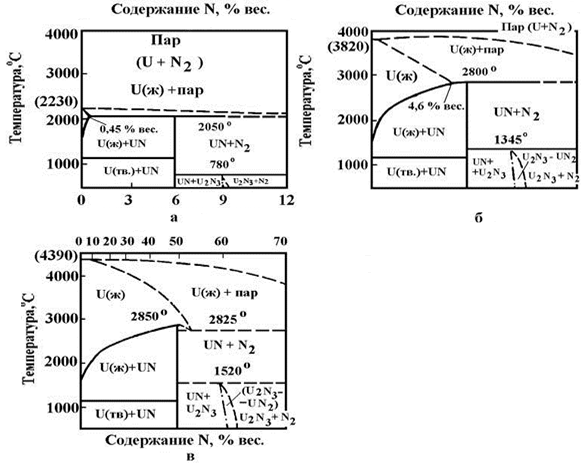 Содержание N, % вес.
Температура,⁰С
4000
3000
(2230)
2000
1000
Пар
(U + N₂)
U(ж) +пар
0,45 % вес.
U(ж)+UN
U(тв.)+UN
2050°
UN+N₂
780°
UN+U₂N₃
U₂N₃+N₂
0
3
6
9
12
а
Содержание N, % вес.
Температура,⁰С
4000
(3820)
3000
2000
1000
Пар (U+N₂)
U(ж)+пар
U(ж)
2800 °
4,6 % вес.
U(ж)+UN
UN+N₂
1345°
U(тв.)+UN
UN+
+U₂N₃
U₂N₃-UN₂
U₂N₃ + N₂
б
0 10 20 30 40 50 60 70
Температура,⁰С
(4390)
4000
3000
2000
1000
U(ж)
U(ж) + пар
2850°
2825°
UN + N₂
U(ж)+UN
1520°
U(тв)+UN
UN+
U₂N₃
(U₂N₃-
-UN₂)
U₂N₃+ N₂
Содержание N, % вес.
в